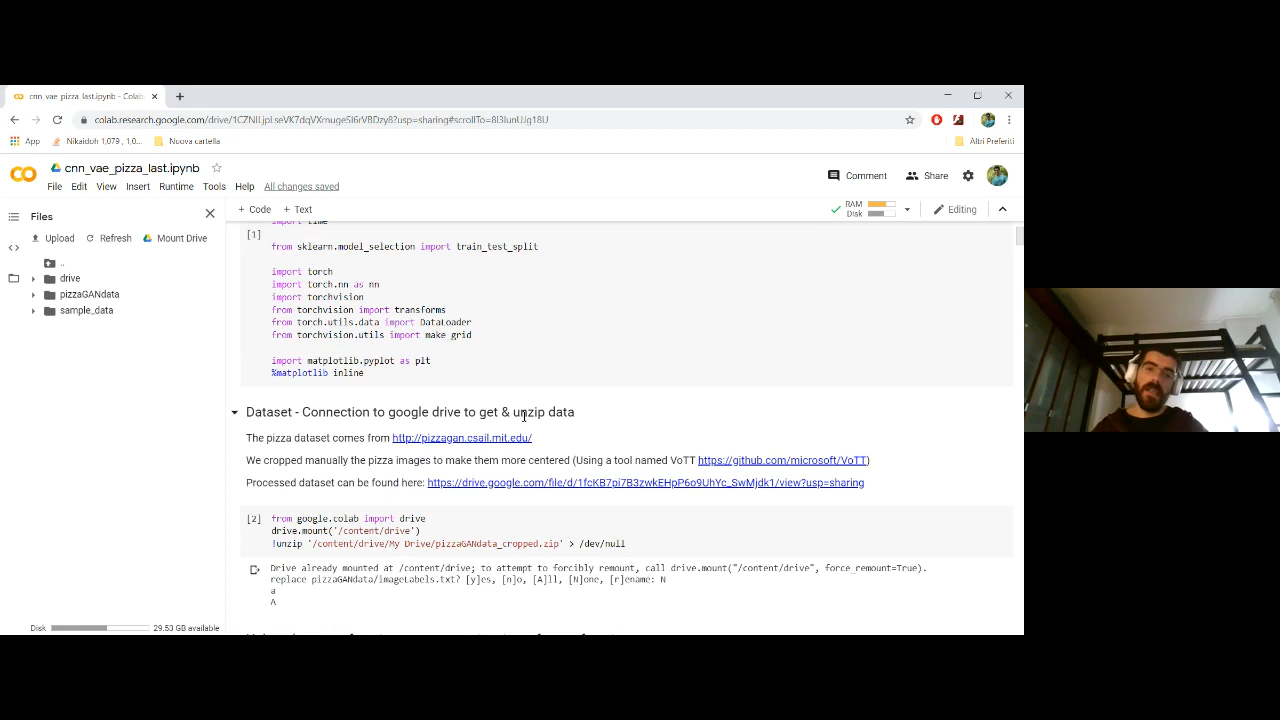 cnn_vae_pizza_last.ipynb - Colab
colab.research.google.com/drive/
App
Nikaidoh 1,079 , 1,0...
Nuova cartella
Altri Preferiti
cnn_vae_pizza_last.ipynb
File Edit View Insert Runtime Tools Help All changes saved
Comment
Share
Files
Upload Refresh Mount Drive
..
drive
pizzaGANdata
sample_data
Disk 29.53 GB available
+ Code + Text
RAM
Disk
Editing
import time
[1]
from sklearn.model_selection import train_test_split
import torch
import torch.nn as nn
import torchvision
from torchvision import transforms
from torch.utils.data import DataLoader
from torchvision.utils import make_grid
import matplotlib.pyplot as plt
%matplotlib inline
Dataset - Connection to google drive to get & unzip data
The pizza dataset comes from http://pizzagan.csail.mit.edu/
We cropped manually the pizza images to make them more centered (Using a tool named VoTT https://github.com/microsoft/VoTT)
Processed dataset can be found here: https://drive.google.com/file/d/1fcKB7pi7B3zwkEHpP6o9UhYc_SwMjdk1/view?usp=sharing
[2] from google.colab import drive
drive.mount('/content/drive')
!unzip '/content/drive/My Drive/pizzaGANdata_cropped.zip' > /dev/null
Drive already mounted at /content/drive; to attempt to forcibly remount, call drive.mount("/content/drive", force_remount=True).
replace pizzaGANdata/imageLabels.txt? [y]es, [n]o, [A]ll, [N]one, [r]ename: N
a
A